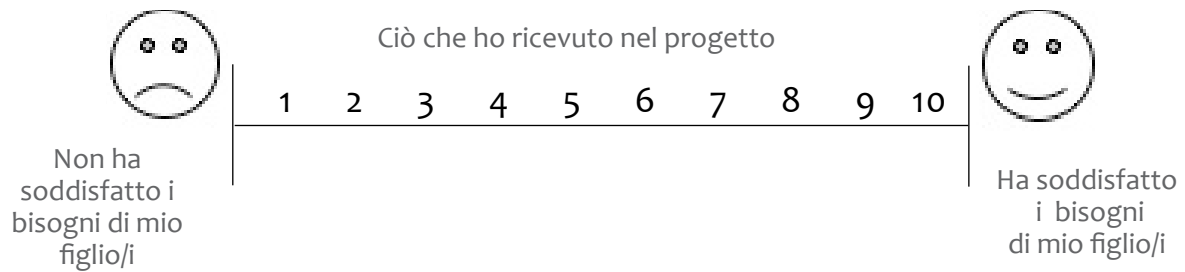 Ciò che ho ricevuto nel progetto
1 2 3 4 5 6 7 8 9 10
Non ha
soddisfatto i
bisogni di mio
figlio/i
Ha soddisfatto
i bisogni
di mio figlio/i